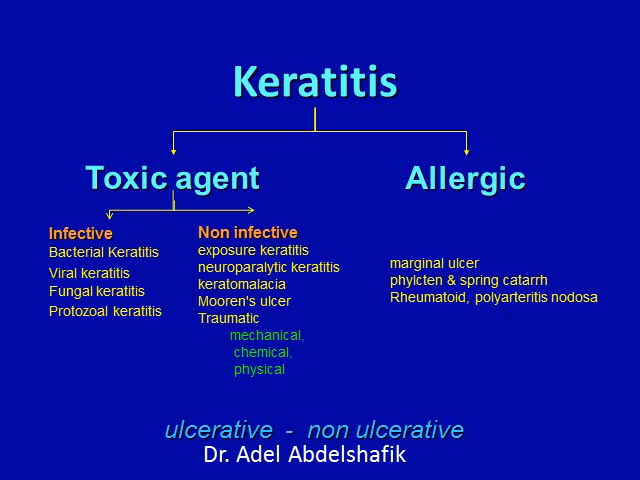 Keratitis
Toxic agent
Allergic
Infective
Bacterial Keratitis
Viral keratitis
Fungal keratitis
Protozoal keratitis
Non infective
exposure keratitis
neuroparalytic keratitis
keratomalacia
Mooren's ulcer
Traumatic
mechanical,
chemical,
physical
marginal ulcer
phylcten & spring catarrh
Rheumatoid, polyarteritis nodosa
ulcerative - non ulcerative
Dr. Adel Abdelshafik